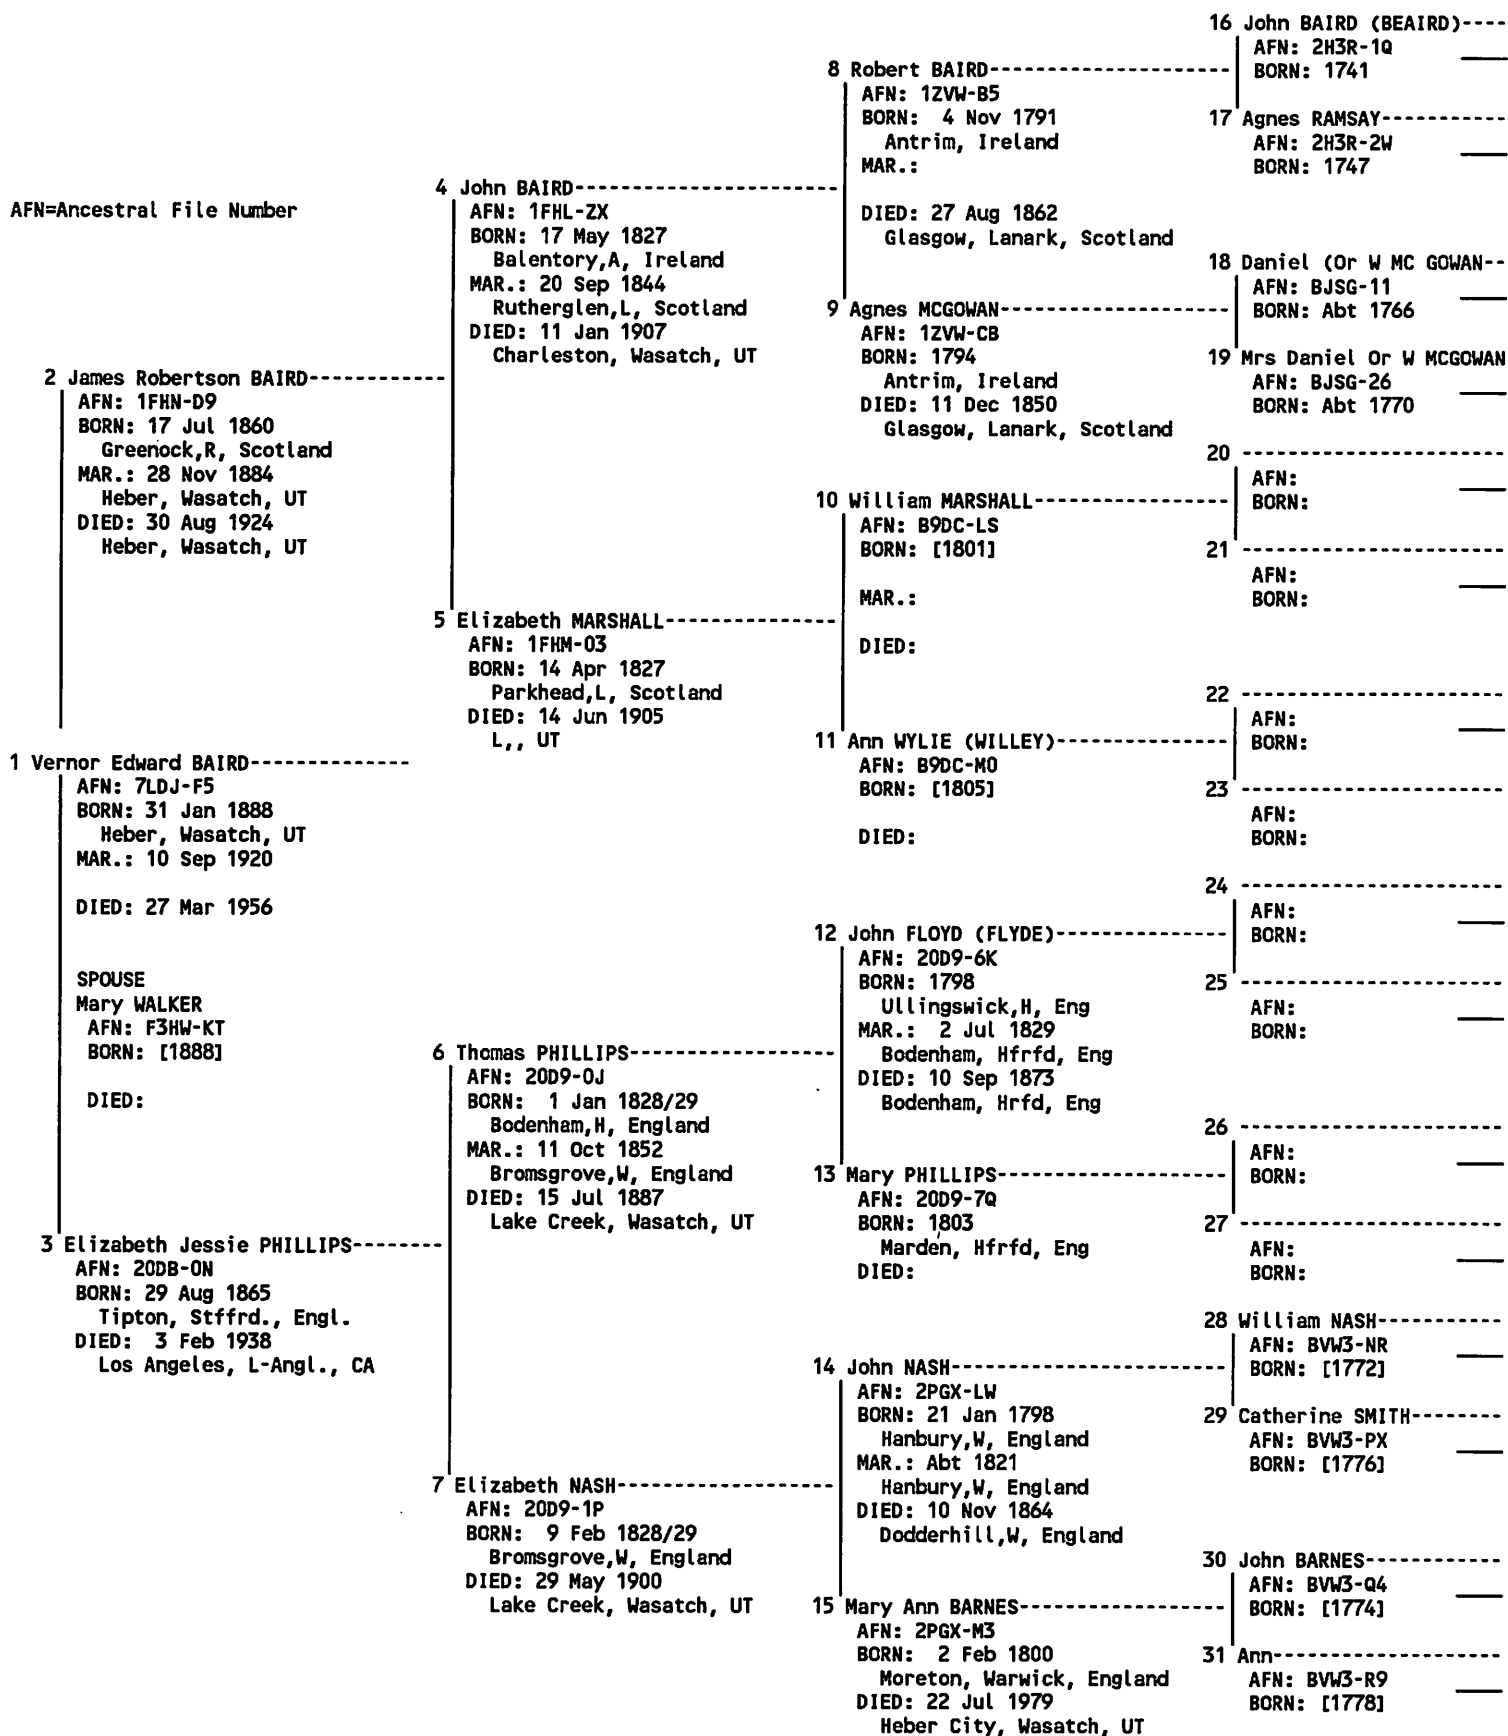 AFN=Ancestral File Number
1 Vernor Edward BAIRD--------------
AFN: 7LDJ-F5
BORN: 31 Jan 1888
Heber, Wasatch, UT
MAR.: 10 Sep 1920
DIED: 27 Mar 1956
SPOUSE
Mary WALKER
AFN: F3HW-KT
BORN: [1888]
DIED:
2 James Robertson BAIRD------------
AFN: 1FHN-D9
BORN: 17 Jul 1860
Greenock,R, Scotland
MAR.: 28 Nov 1884
Heber, Wasatch, UT
DIED: 30 Aug 1924
Heber, Wasatch, UT
3 Elizabeth Jessie PHILLIPS--------
AFN: 20DB-0N
BORN: 29 Aug 1865
Tipton, Stffrd., Engl.
DIED: 3 Feb 1938
Los Angeles, L-Angl., CA
4 John BAIRD-----------------------
AFN: 1FHL-ZX
BORN: 17 May 1827
Balentory,A, Ireland
MAR.: 20 Sep 1844
Rutherglen,L, Scotland
DIED: 11 Jan 1907
Charleston, Wasatch, UT
5 Elizabeth MARSHALL---------------
AFN: 1FHM-03
BORN: 14 Apr 1827
Parkhead,L, Scotland
DIED: 14 Jun 1905
L,, UT
6 Thomas PHILLIPS------------------
AFN: 20D9-0J
BORN: 1 Jan 1828/29
Bodenham,H, England
MAR.: 11 Oct 1852
Bromsgrove,W, England
DIED: 15 Jul 1887
Lake Creek, Wasatch, UT
7 Elizabeth NASH-------------------
AFN: 20D9-1P
BORN: 9 Feb 1828/29
Bromsgrove,W, England
DIED: 29 May 1900
Lake Creek, Wasatch, UT
8 Robert BAIRD---------------------
AFN: 1ZVW-B5
BORN: 4 Nov 1791
Antrim, Ireland
MAR.:
DIED: 27 Aug 1862
Glasgow, Lanark, Scotland
9 Agnes MCGOWAN--------------------
AFN: 1ZVW-CB
BORN: 1794
Antrim, Ireland
DIED: 11 Dec 1850
Glasgow, Lanark, Scotland
10 William MARSHALL----------------
AFN: B9DC-LS
BORN: [1801]
MAR.:
DIED:
11 Ann WYLIE (WILLEY)--------------
AFN: B9DC-M0
BORN: [1805]
DIED:
12 John FLOYD (FLYDE)--------------
AFN: 20D9-6K
BORN: 1798
Ullingswick,H, Eng
MAR.: 2 Jul 1829
Bodenham, Hfrfd, Eng
DIED: 10 Sep 1873
Bodenham, Hrfd, Eng
13 Mary PHILLIPS-------------------
AFN: 20D9-7Q
BORN: 1803
Marden, Hfrfd, Eng
DIED:
14 John NASH-----------------------
AFN: 2PGX-LW
BORN: 21 Jan 1798
Hanbury,W, England
MAR.: Abt 1821
Hanbury,W, England
DIED: 10 Nov 1864
Dodderhill,W, England
15 Mary Ann BARNES-----------------
AFN: 2PGX-M3
BORN: 2 Feb 1800
Moreton, Warwick, England
DIED: 22 Jul 1979
Heber City, Wasatch, UT
16 John BAIRD (BEAIRD)----
AFN: 2H3R-1Q
BORN: 1741
17 Agnes RAMSAY-----------
AFN: 2H3R-2W
BORN: 1747
18 Daniel (Or W MC GOWAN--
AFN: BJSG-11
BORN: Abt 1766
19 Mrs Daniel Or W MCGOWAN
AFN: BJSG-26
BORN: Abt 1770
20 -----------------------
AFN:
BORN:
21 -----------------------
AFN:
BORN:
22 -----------------------
AFN:
BORN:
23 -----------------------
AFN:
BORN:
24 -----------------------
AFN:
BORN:
25 -----------------------
AFN:
BORN:
26 -----------------------
AFN:
BORN:
27 -----------------------
AFN:
BORN:
28 William NASH-----------
AFN: BVW3-NR
BORN: [1772]
29 Catherine SMITH--------
AFN: BVW3-PX
BORN: [1776]
30 John BARNES------------
AFN: BVW3-Q4
BORN: [1774]
31 Ann--------------------
AFN: BVW3-R9
BORN: [1778]